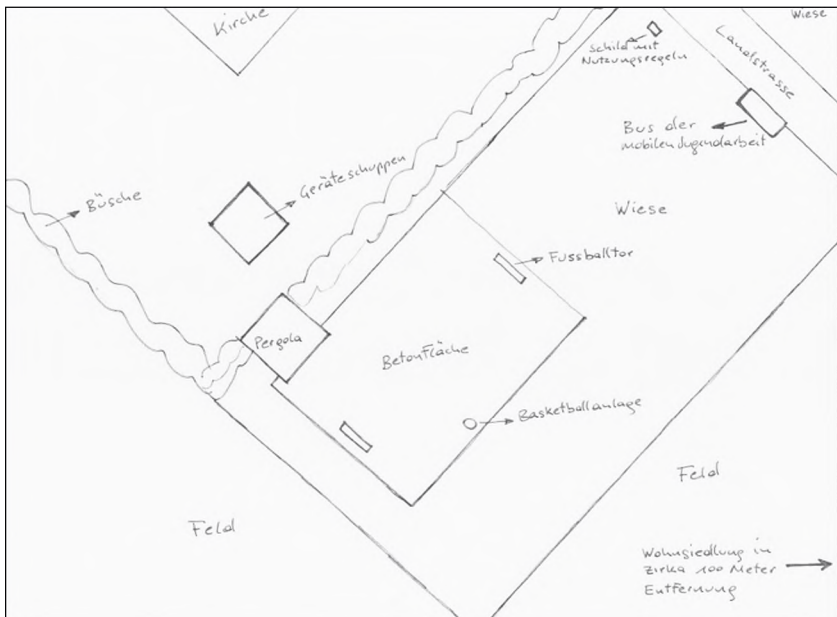 Kirche
Wiese
Schild mit
Nutzungsregeln
Landstrasse
Bus der
mobilen Jugendarbeit
Büsche
Geräteschuppen
Wiese
Fussballtor
Pergola
Betonfläche
Basketballanlage
Feld
Feld
Wohnsiedlung in
zirka 100 Meter
Entfernung